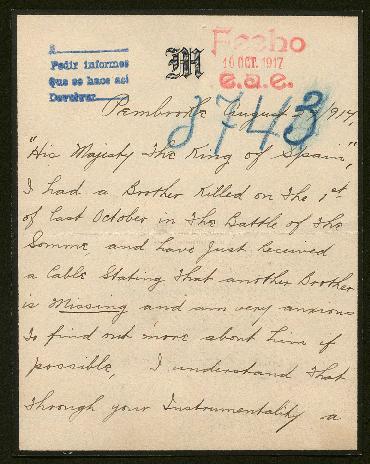 A
Pedir informes
Que se hace así
Devolver
M
Fecho
16 OCT. 1917
e.a.e.
8743
Pembroke August 1917,
"His Majesty The King of Spain",
I had a Brother Killed on The 1st
of last October in The Battle of The
Somme, and have just received
a Cable Stating That another Brother
is Missing and am very anxious
To find out more about him if
possible, I understand That
Through your Instrumentality a